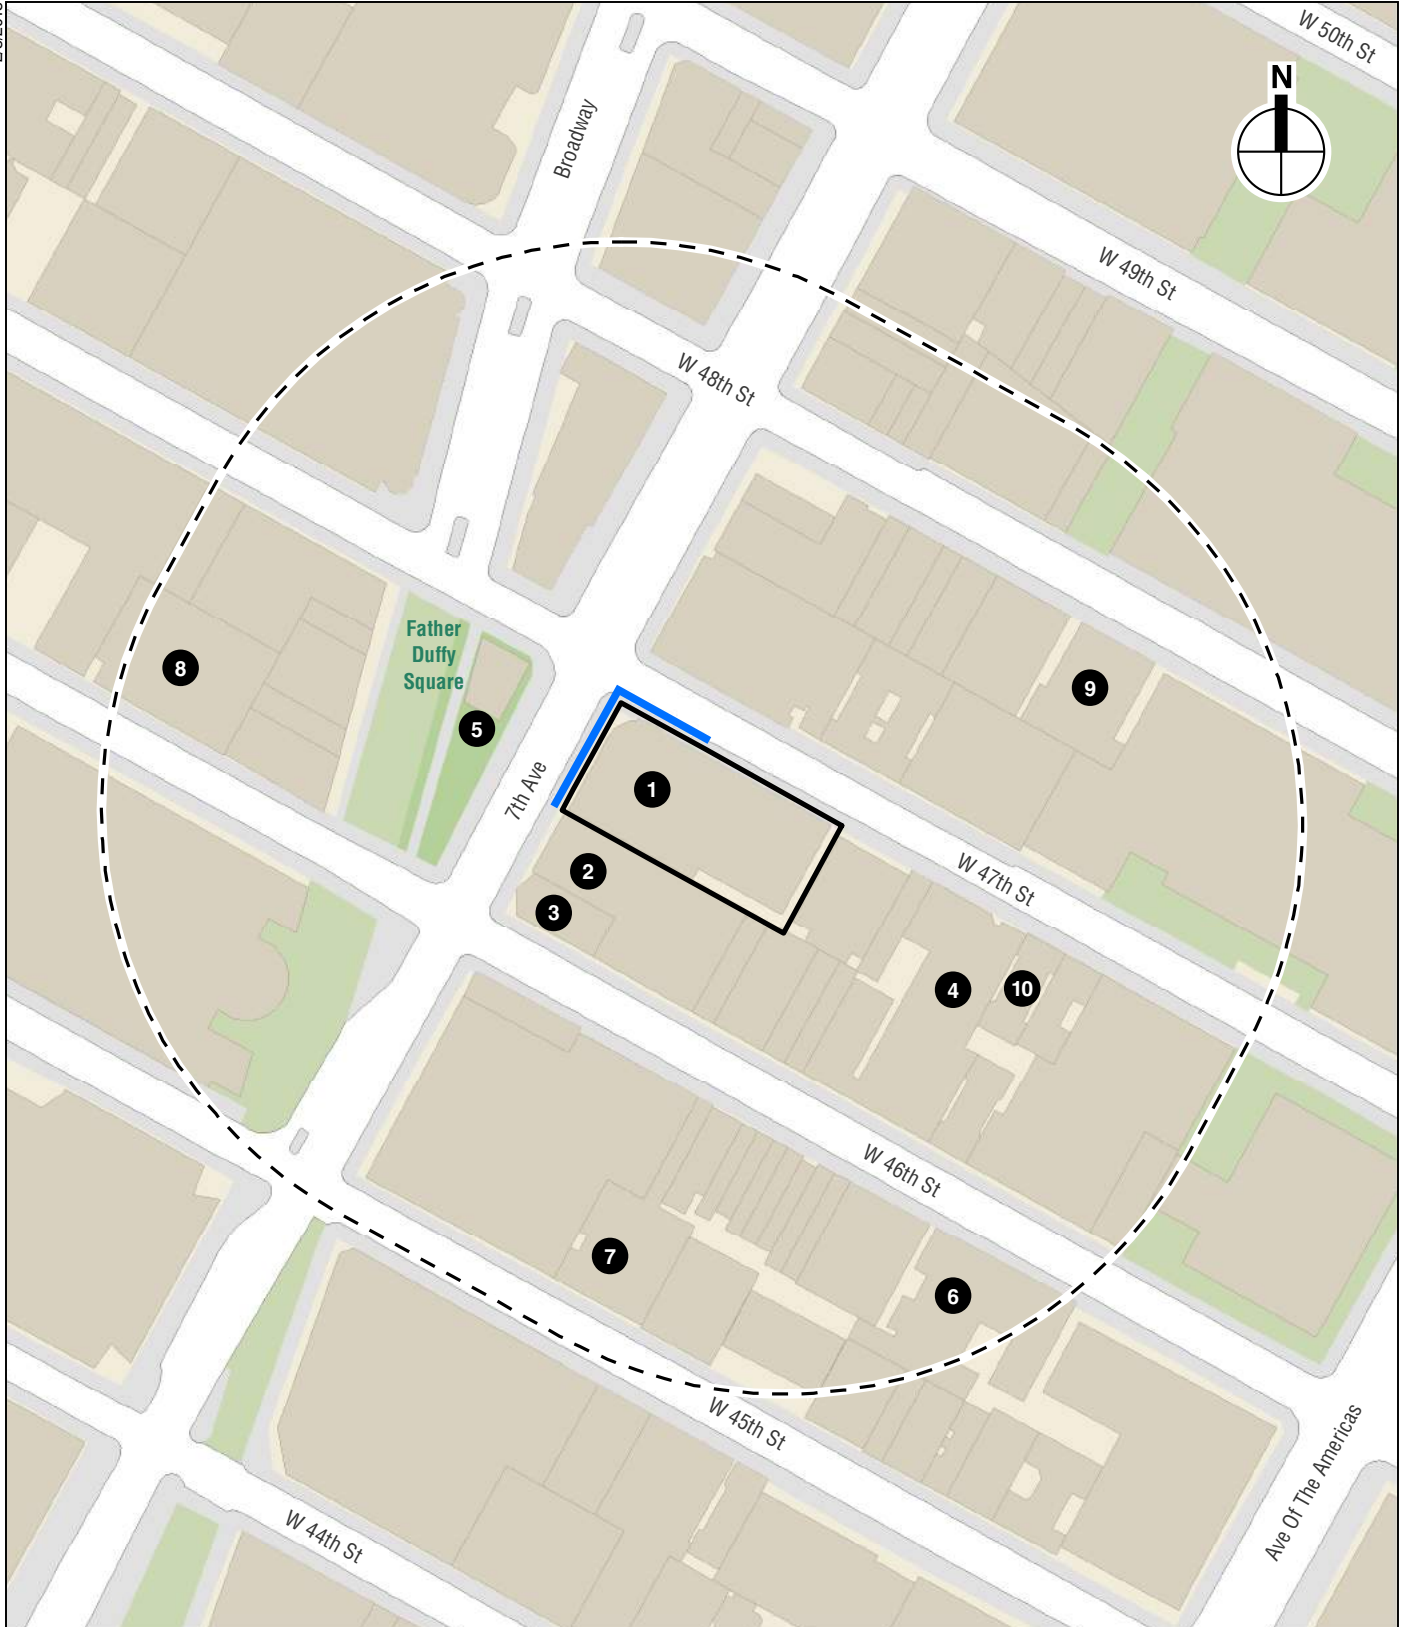 W 50th St
N
Broadway
W 49th St
W 48th St
Father
Duffy
Square
8
5
9
7th Ave
1
2
3
W 47th St
4
10
W 46th St
7
6
W 45th St
Ave Of The Americas
W 44th St